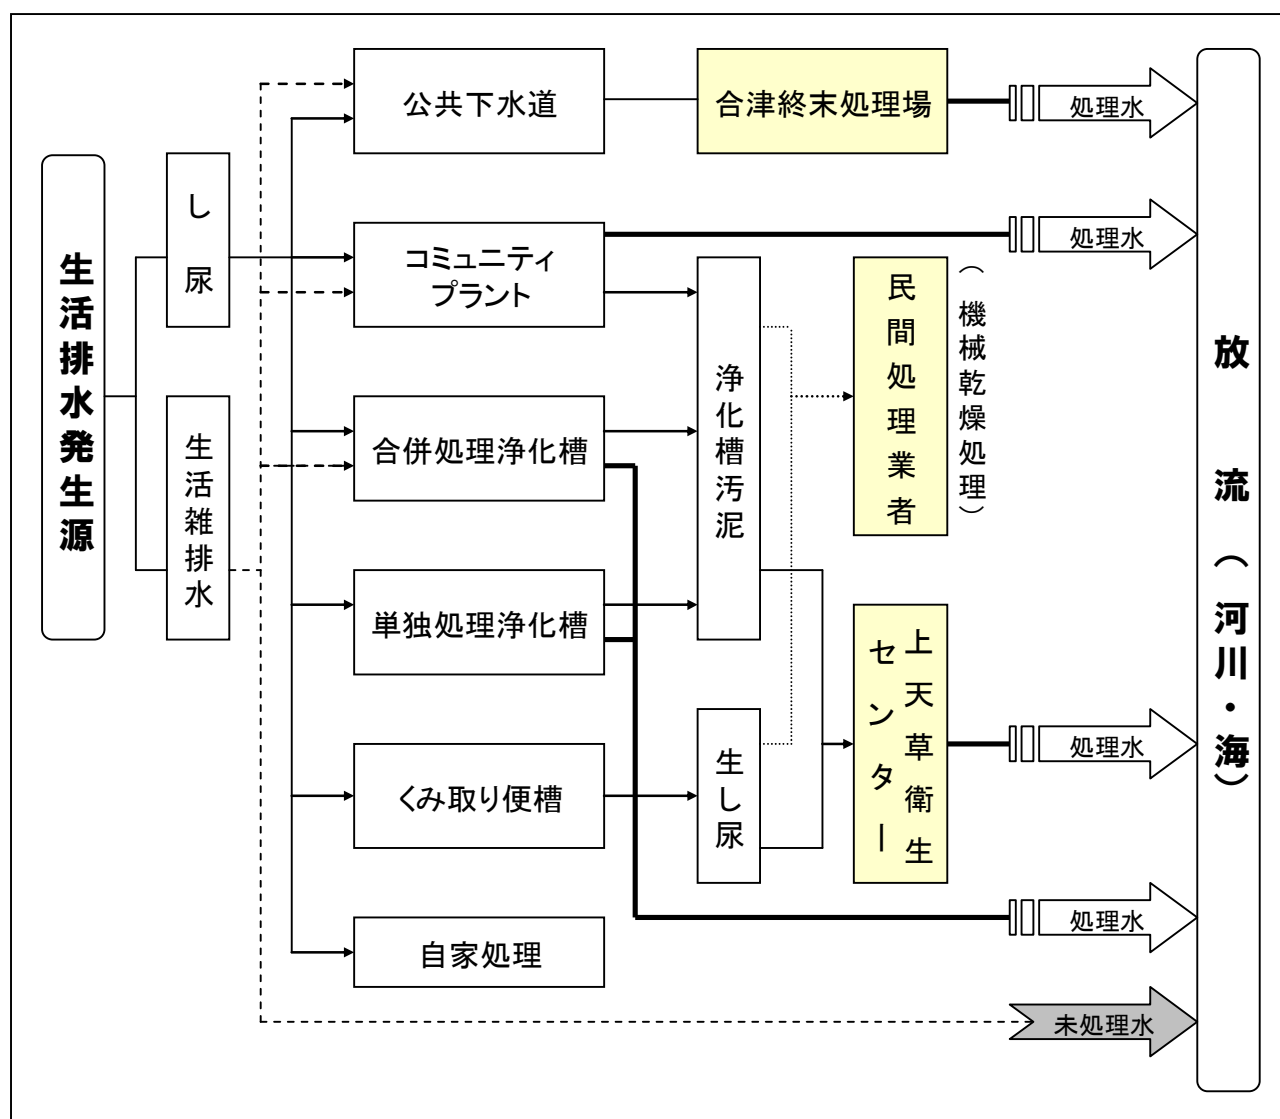 生活排水発生源
し尿
生活雑排水
公共下水道
合津終末処理場
処理水
コミュニティ
プラント
処理水
合併処理浄化槽
単独処理浄化槽
くみ取り便槽
自家処理
浄化槽汚泥
生し尿
民間処理業者
（機械乾燥処理）
上天草衛生
センター
処理水
処理水
未処理水
放流（河川・海）